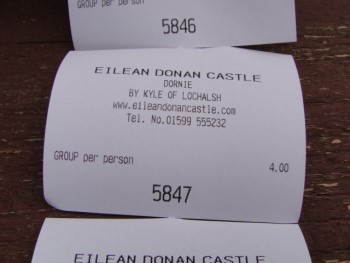 GROUP per person
5846
EILEAN DONAN CASTLE
DORNIE
BY KYLE OF LOCHALSH
www.eileandonancastle.com
Tel. No.01599 555232
GROUP per person 4.00
5847
EILEAN DONAN CASTLE